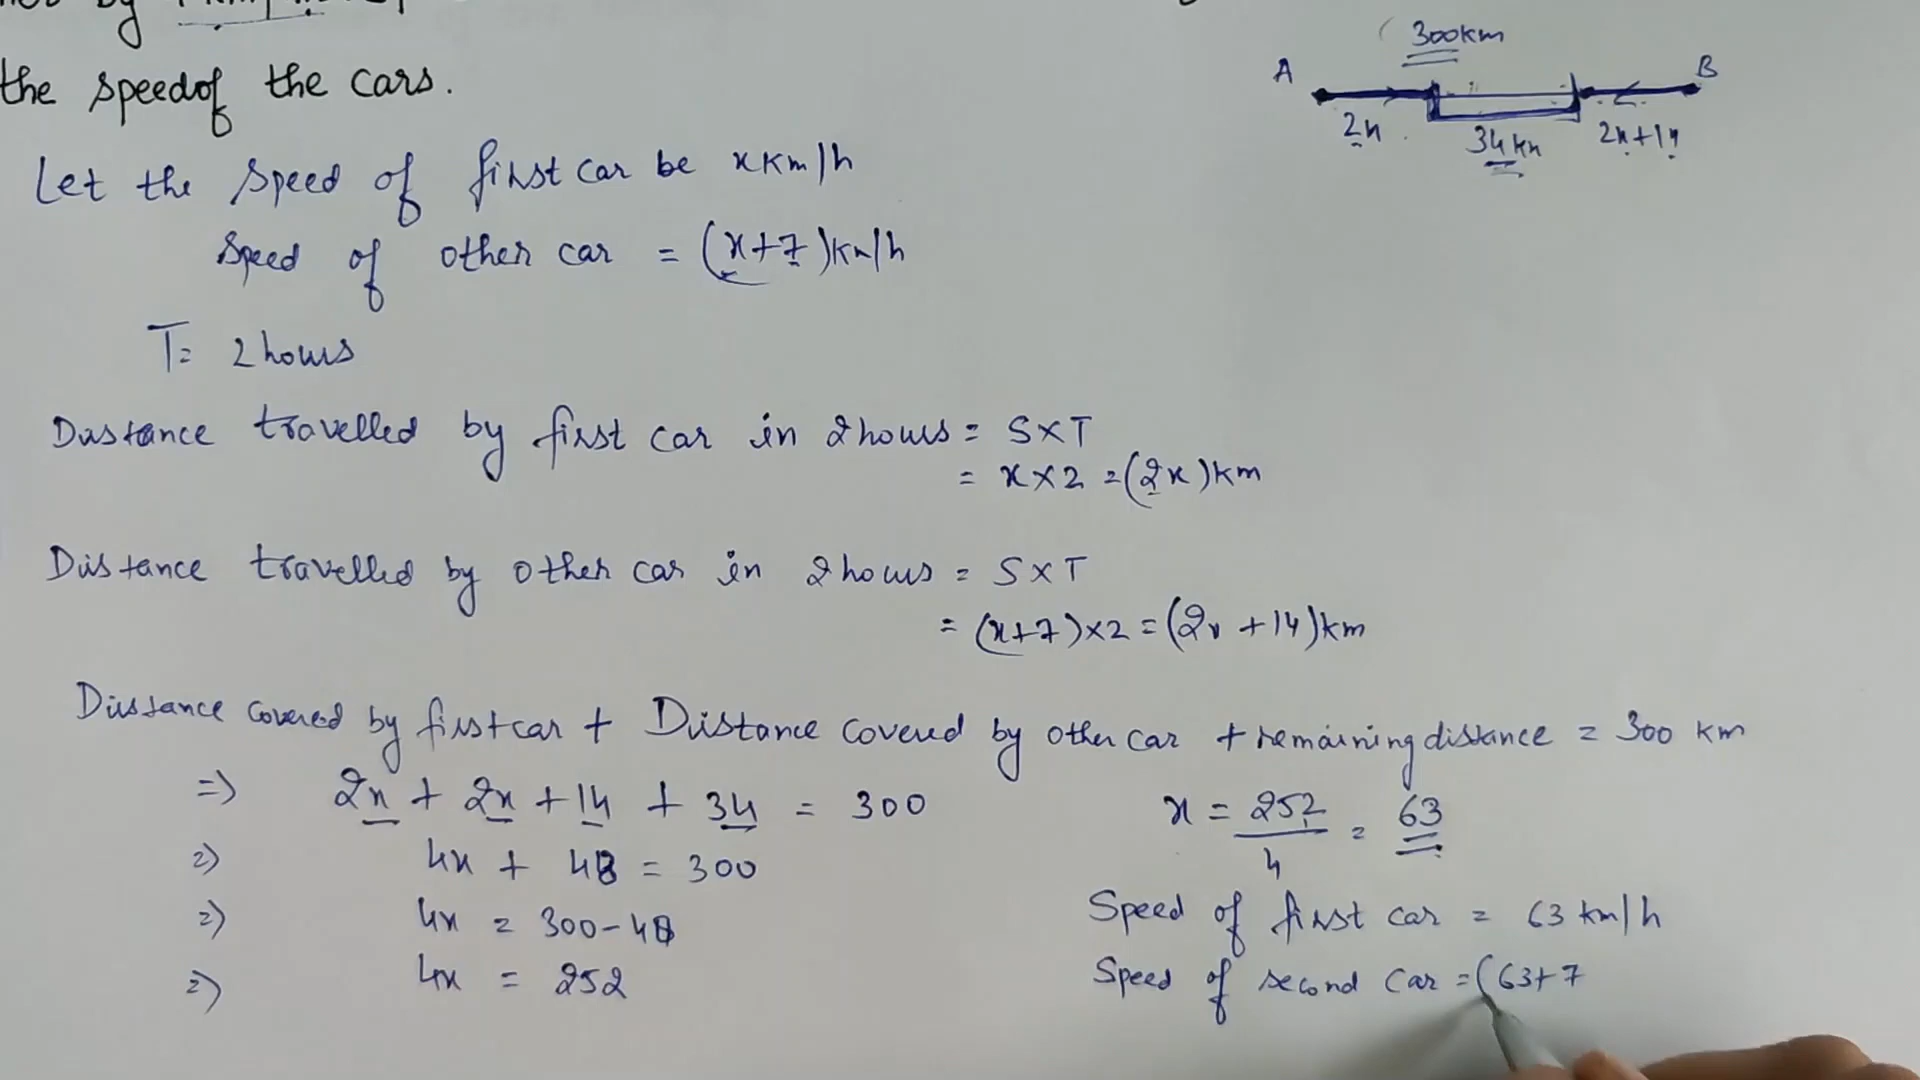 the speed of the cars.
300km
A B
2x 34km 2x+14
Let the speed of first car be x km/h
Speed of other car = (x+7)km/h
T= 2 hours
Distance travelled by first car in 2 hours = S×T
= x×2 = (2x)km
Distance travelled by other car in 2 hours = S×T
= (x+7)×2 = (2x+14)km
Distance covered by first car + Distance covered by other car + remaining distance = 300 km
=> 2x + 2x + 14 + 34 = 300
=> 4x + 48 = 300
=> 4x = 300-48
=> 4x = 252
x = 252/4 = 63
Speed of first car = 63 km/h
Speed of second car = (63+7